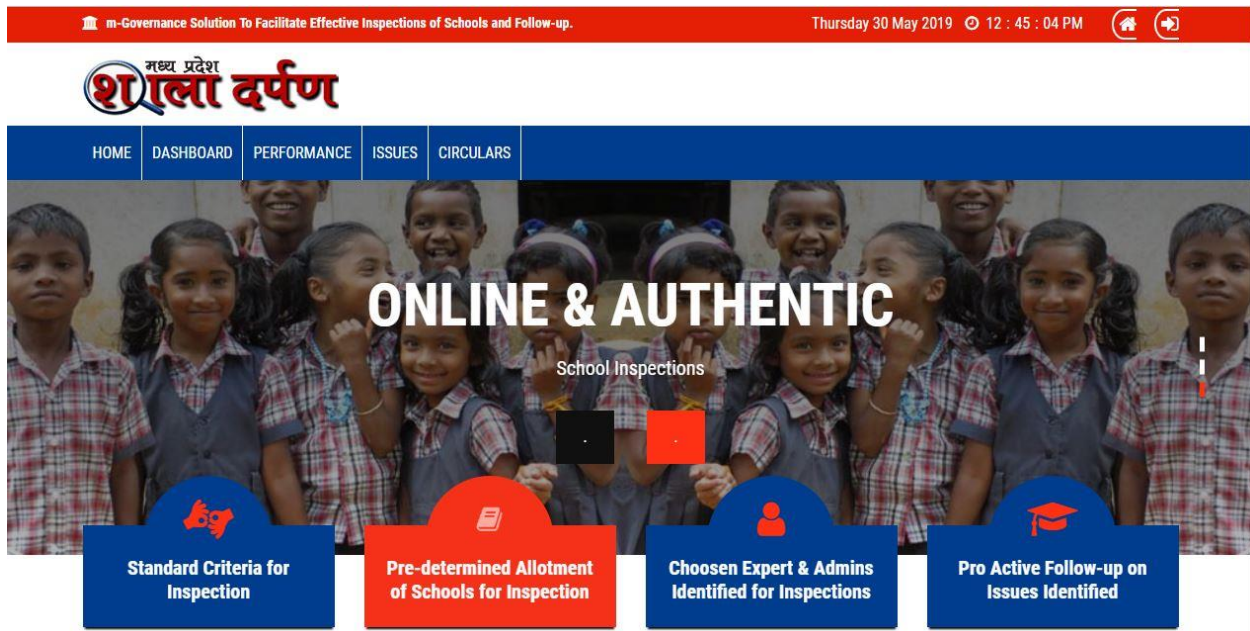 m-Governance Solution To Facilitate Effective Inspections of Schools and Follow-up.
Thursday 30 May 2019 12 : 45 : 04 PM
मध्य प्रदेश
शाला दर्पण
HOME DASHBOARD PERFORMANCE ISSUES CIRCULARS
ONLINE & AUTHENTIC
School Inspections
. .
Standard Criteria for
Inspection
Pre-determined Allotment
of Schools for Inspection
Choosen Expert & Admins
Identified for Inspections
Pro Active Follow-up on
Issues Identified